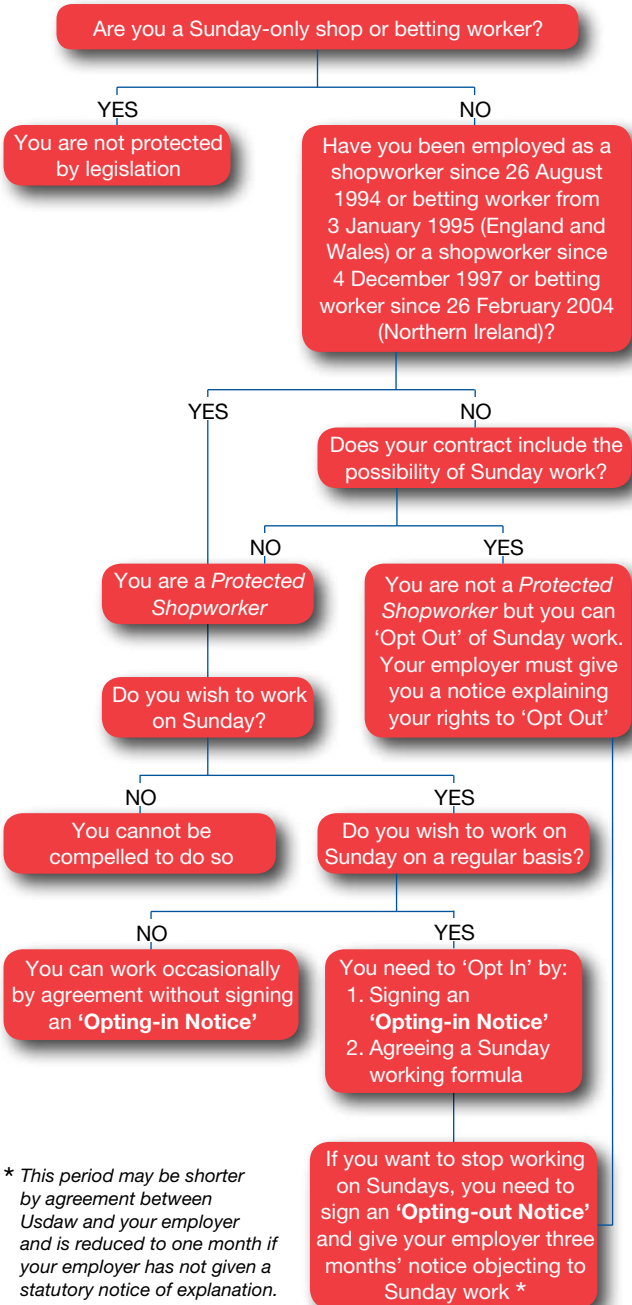 Are you a Sunday-only shop or betting worker?
YES
NO
You are not protected
by legislation
Have you been employed as a
shopworker since 26 August
1994 or betting worker from
3 January 1995 (England and
Wales) or a shopworker since
4 December 1997 or betting
worker since 26 February 2004
(Northern Ireland)?
YES
NO
Does your contract include the
possibility of Sunday work?
NO
YES
You are a Protected
Shopworker
You are not a Protected
Shopworker but you can
‘Opt Out’ of Sunday work.
Your employer must give
you a notice explaining
your rights to ‘Opt Out’
Do you wish to work
on Sunday?
NO
YES
You cannot be
compelled to do so
Do you wish to work on
Sunday on a regular basis?
NO
YES
You can work occasionally
by agreement without signing
an ‘Opting-in Notice’
You need to ‘Opt In’ by:
1. Signing an
‘Opting-in Notice’
2. Agreeing a Sunday
working formula
If you want to stop working
on Sundays, you need to
sign an ‘Opting-out Notice’
and give your employer three
months’ notice objecting to
Sunday work *
* This period may be shorter
by agreement between
Usdaw and your employer
and is reduced to one month if
your employer has not given a
statutory notice of explanation.